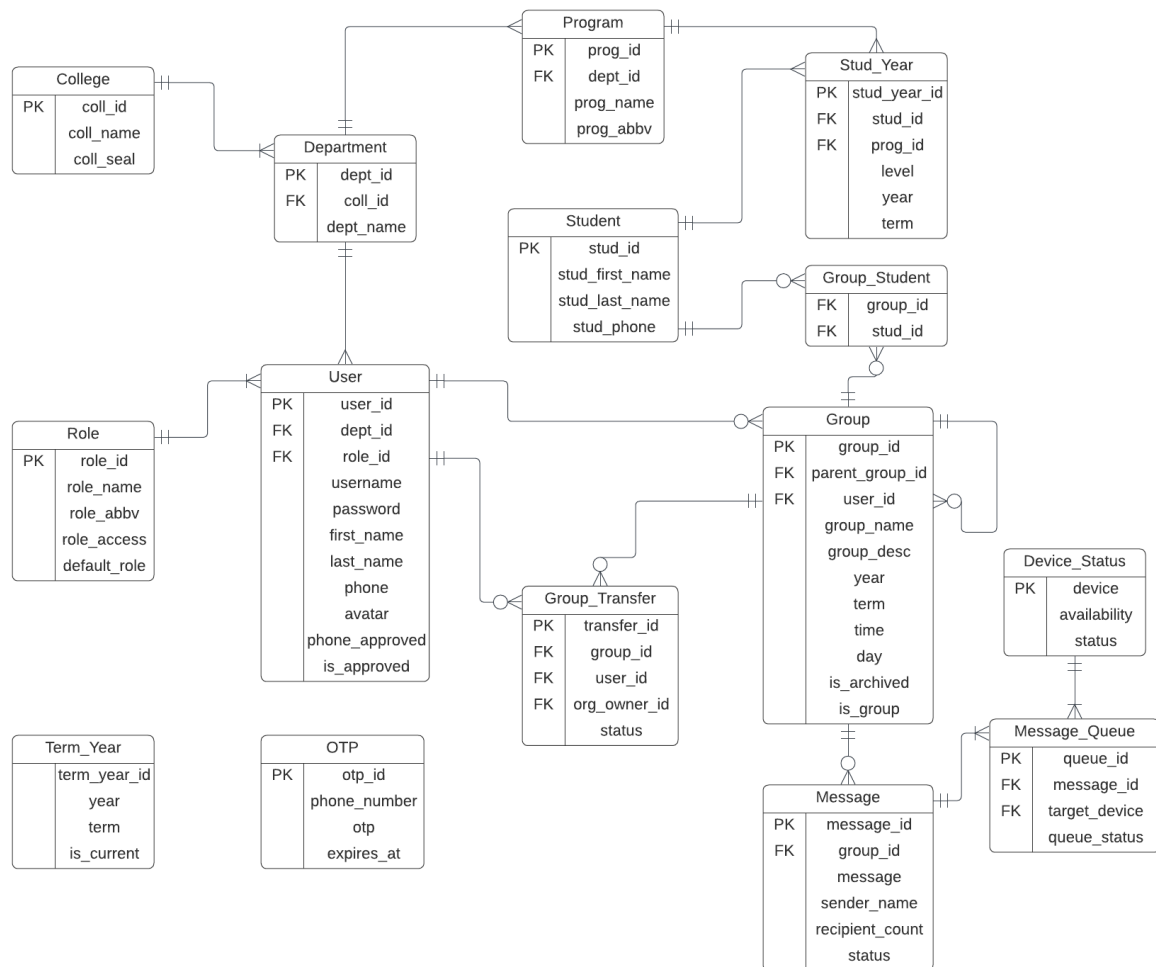 Program
PK prog_id
FK dept_id
prog_name
prog_abbv
College
PK coll_id
coll_name
coll_seal
Stud_Year
PK stud_year_id
FK stud_id
FK prog_id
level
year
term
Department
PK dept_id
FK coll_id
dept_name
Student
PK stud_id
stud_first_name
stud_last_name
stud_phone
Group_Student
FK group_id
FK stud_id
User
PK user_id
FK dept_id
FK role_id
username
password
first_name
last_name
phone
avatar
phone_approved
is_approved
Role
PK role_id
role_name
role_abbv
role_access
default_role
Group
PK group_id
FK parent_group_id
FK user_id
group_name
group_desc
year
term
time
day
is_archived
is_group
Device_Status
PK device
availability
status
Group_Transfer
PK transfer_id
FK group_id
FK user_id
FK org_owner_id
status
Term_Year
term_year_id
year
term
is_current
OTP
PK otp_id
phone_number
otp
expires_at
Message_Queue
PK queue_id
FK message_id
FK target_device
queue_status
Message
PK message_id
FK group_id
message
sender_name
recipient_count
status